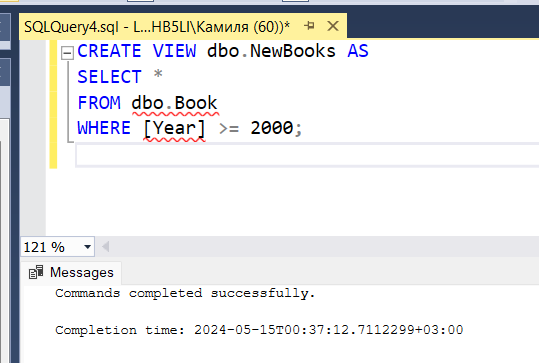 SQLQuery4.sql - L...HB5LI\Камиля (60))*
CREATE VIEW dbo.NewBooks AS
SELECT *
FROM dbo.Book
WHERE [Year] >= 2000;
121 %
Messages
Commands completed successfully.
Completion time: 2024-05-15T00:37:12.7112299+03:00